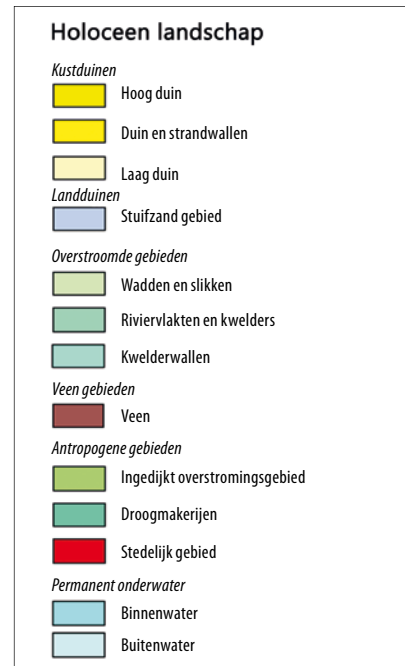 Holoceen landschap
Kustduinen
Hoog duin
Duin en strandwallen
Laag duin
Landduinen
Stuifzand gebied
Overstroomde gebieden
Wadden en slikken
Riviervlakten en kwelders
Kwelderwallen
Veen gebieden
Veen
Antropogene gebieden
Ingedijkt overstromingsgebied
Droogmakerijen
Stedelijk gebied
Permanent onderwater
Binnenwater
Buitenwater